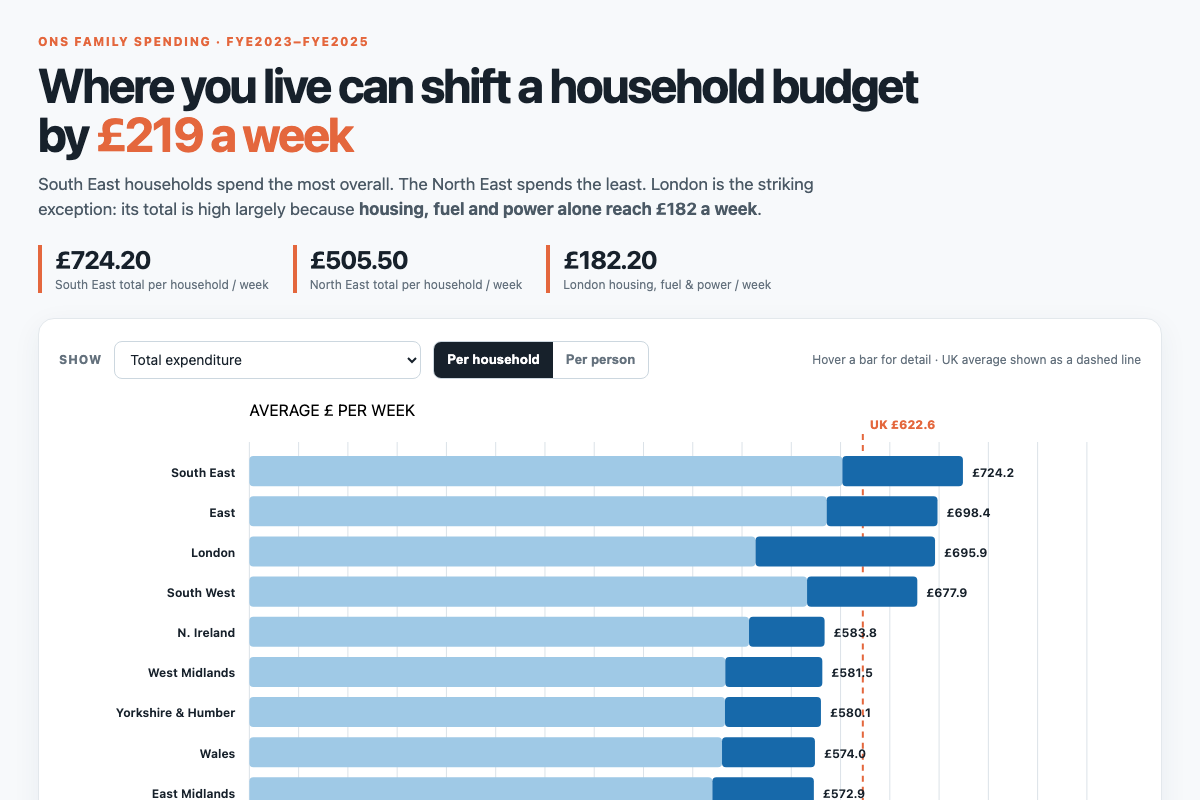 ONS FAMILY SPENDING · FYE2023–FYE2025
Where you live can shift a household budget
by £219 a week
South East households spend the most overall. The North East spends the least. London is the striking
exception: its total is high largely because housing, fuel and power alone reach £182 a week.
£724.20
South East total per household / week
£505.50
North East total per household / week
£182.20
London housing, fuel & power / week
SHOW
Total expenditure
Per household
Per person
Hover a bar for detail · UK average shown as a dashed line
AVERAGE £ PER WEEK
UK £622.6
South East £724.2
East £698.4
London £695.9
South West £677.9
N. Ireland £583.8
West Midlands £581.5
Yorkshire & Humber £580.1
Wales £574.0
East Midlands £572.9